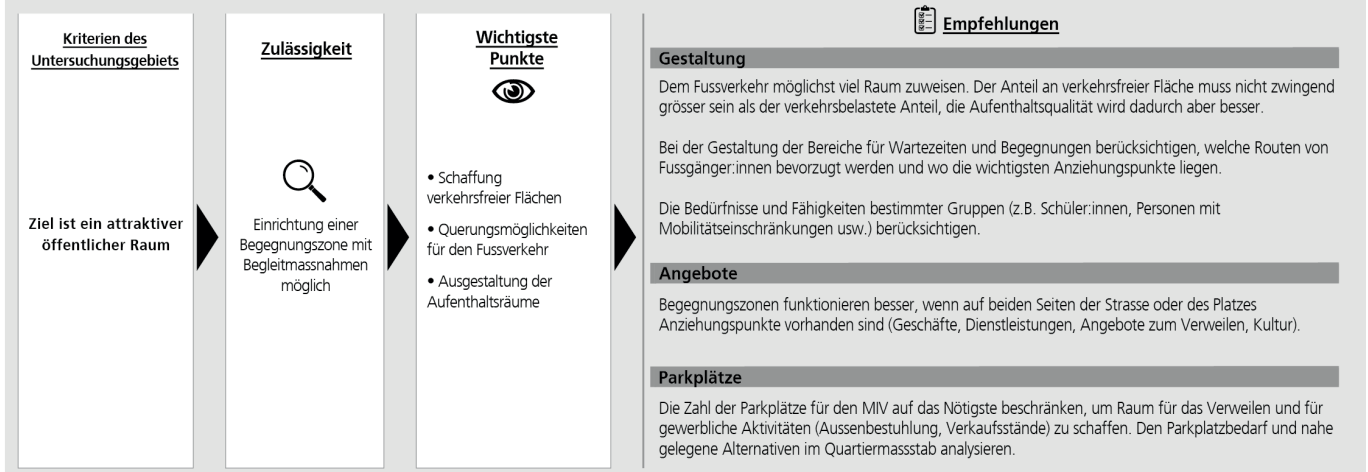 Kriterien des
Untersuchungsgebiets
Ziel ist ein attraktiver
öffentlicher Raum
Zulässigkeit
Einrichtung einer
Begegnungszone mit
Begleitmassnahmen
möglich
Wichtigste
Punkte
• Schaffung
verkehrsfreier Flächen
• Querungsmöglichkeiten
für den Fussverkehr
• Ausgestaltung der
Aufenthaltsräume
Empfehlungen
Gestaltung
Dem Fussverkehr möglichst viel Raum zuweisen. Der Anteil an verkehrsfreier Fläche muss nicht zwingend
grösser sein als der verkehrsbelastete Anteil, die Aufenthaltsqualität wird dadurch aber besser.
Bei der Gestaltung der Bereiche für Wartezeiten und Begegnungen berücksichtigen, welche Routen von
Fussgänger:innen bevorzugt werden und wo die wichtigsten Anziehungspunkte liegen.
Die Bedürfnisse und Fähigkeiten bestimmter Gruppen (z.B. Schüler:innen, Personen mit
Mobilitätseinschränkungen usw.) berücksichtigen.
Angebote
Begegnungszonen funktionieren besser, wenn auf beiden Seiten der Strasse oder des Platzes
Anziehungspunkte vorhanden sind (Geschäfte, Dienstleistungen, Angebote zum Verweilen, Kultur).
Parkplätze
Die Zahl der Parkplätze für den MIV auf das Nötigste beschränken, um Raum für das Verweilen und für
gewerbliche Aktivitäten (Aussenbestuhlung, Verkaufsstände) zu schaffen. Den Parkplatzbedarf und nahe
gelegene Alternativen im Quartiermassstab analysieren.